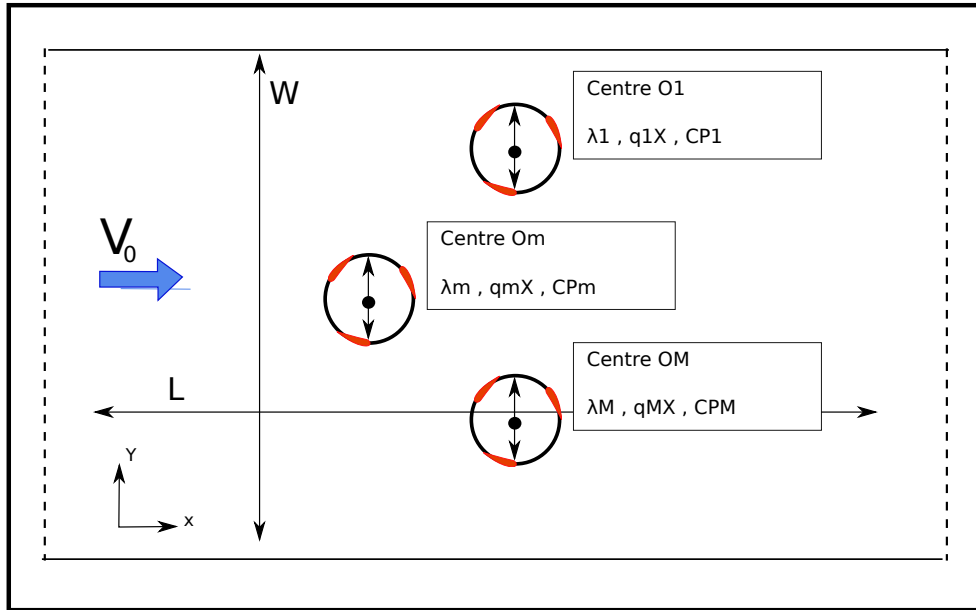 W
Centre O1
λ1 , q1X , CP1
V0
Centre Om
λm , qmX , CPm
L
Centre OM
λM , qMX , CPM
Y
x